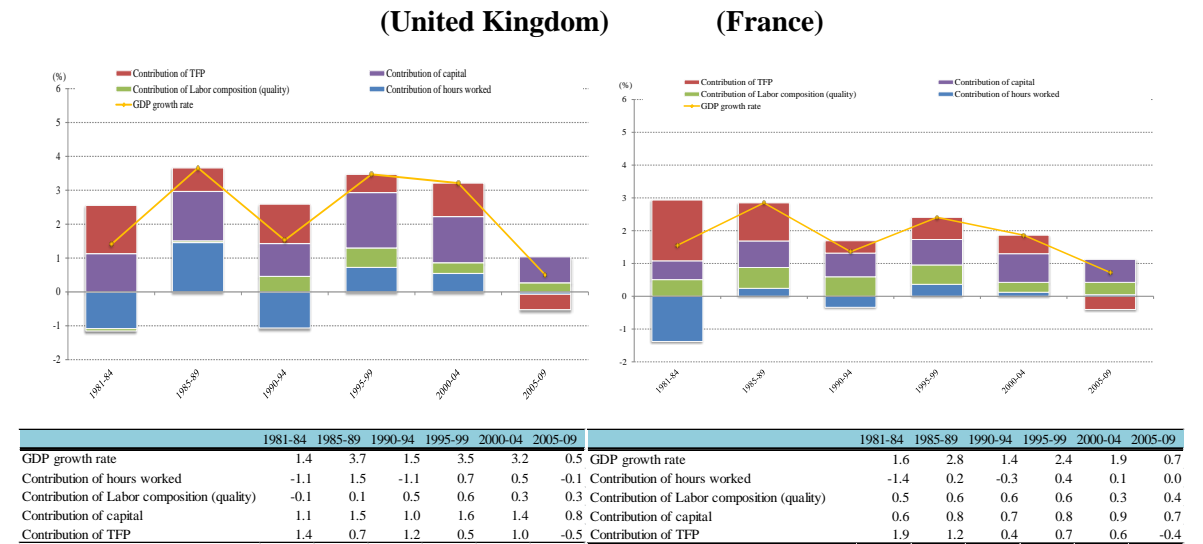 (United Kingdom) (France)
(%)
Contribution of TFP Contribution of capital
Contribution of Labor composition (quality) Contribution of hours worked
GDP growth rate
6
5
4
3
2
1
0
-1
-2
1981-84 1985-89 1990-94 1995-99 2000-04 2005-09
(%)
Contribution of TFP Contribution of capital
Contribution of Labor composition (quality) Contribution of hours worked
GDP growth rate
6
5
4
3
2
1
0
-1
-2
1981-84 1985-89 1990-94 1995-99 2000-04 2005-09
1981-84 1985-89 1990-94 1995-99 2000-04 2005-09
GDP growth rate 1.4 3.7 1.5 3.5 3.2 0.5
Contribution of hours worked -1.1 1.5 -1.1 0.7 0.5 -0.1
Contribution of Labor composition (quality) -0.1 0.1 0.5 0.6 0.3 0.3
Contribution of capital 1.1 1.5 1.0 1.6 1.4 0.8
Contribution of TFP 1.4 0.7 1.2 0.5 1.0 -0.5
1981-84 1985-89 1990-94 1995-99 2000-04 2005-09
GDP growth rate 1.6 2.8 1.4 2.4 1.9 0.7
Contribution of hours worked -1.4 0.2 -0.3 0.4 0.1 0.0
Contribution of Labor composition (quality) 0.5 0.6 0.6 0.6 0.3 0.4
Contribution of capital 0.6 0.8 0.7 0.8 0.9 0.7
Contribution of TFP 1.9 1.2 0.4 0.7 0.6 -0.4